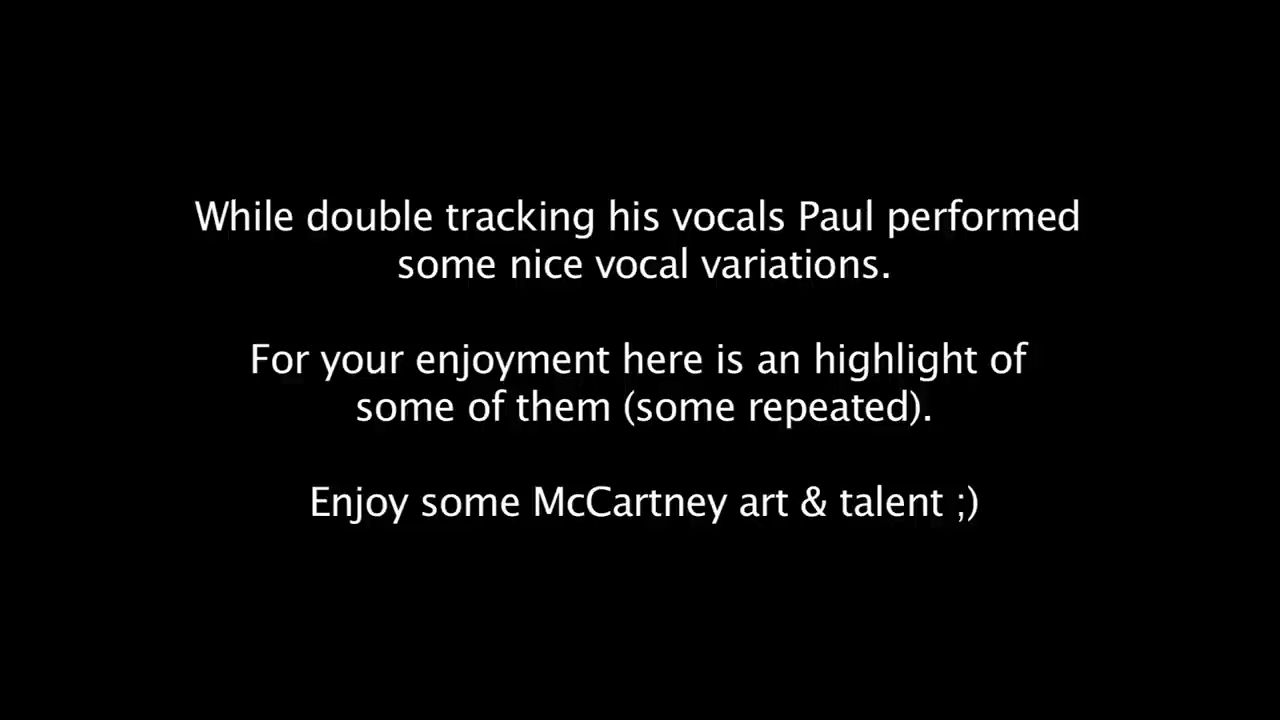 While double tracking his vocals Paul performed
some nice vocal variations.
For your enjoyment here is an highlight of
some of them (some repeated).
Enjoy some McCartney art & talent ;)